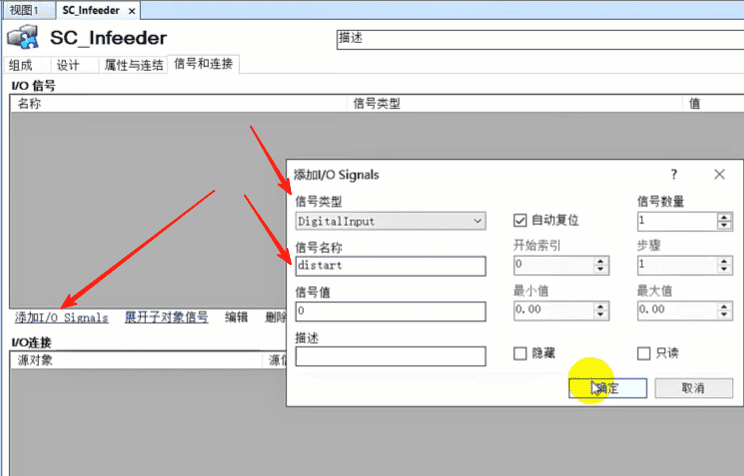 视图1 SC_Infeeder ×
SC_Infeeder
描述
组成 设计 属性与连结 信号和连接
I/O 信号
名称 信号类型 值
添加I/O Signals ? ×
信号类型 信号数量
DigitalInput 自动复位 1
信号名称 开始索引 步骤
distart 0 1
信号值 最小值 最大值
0 0.00 0.00
描述
隐藏 只读
确定 取消
添加I/O Signals 展开子对象信号 编辑 删除
I/O连接
源对象